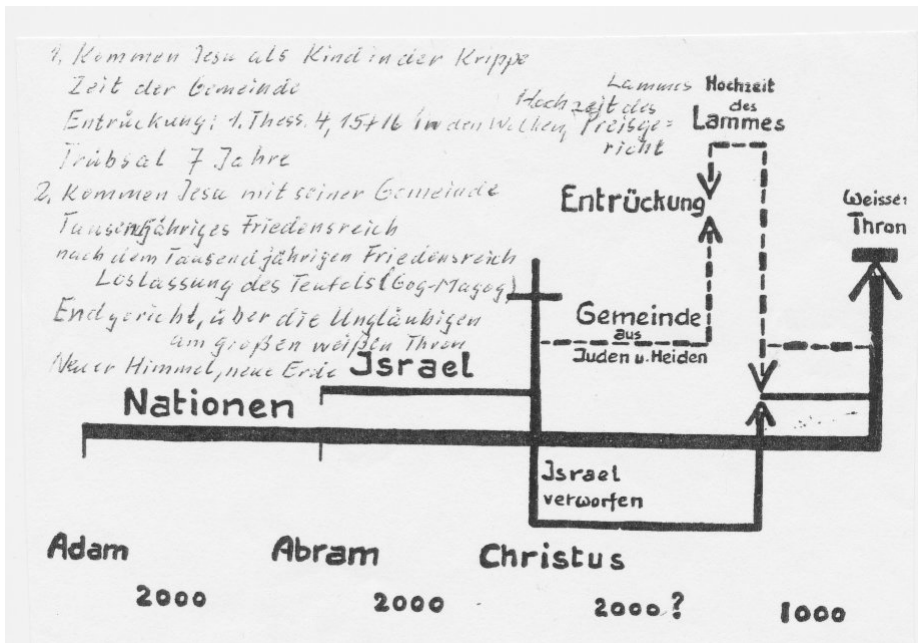 1. Kommen Jesu als Kind in der Krippe
Zeit der Gemeinde
Entrückung: 1. Thess. 4, 15+16 in den Wolken, Preisge=
richt
Hochzeit des
Lammes
Trübsal 7 Jahre
2. Kommen Jesu mit seiner Gemeinde
Tausendjähriges Friedensreich
nach dem Tausendjährigen Friedensreich
Loslassung des Teufels (Gog-Magog)
Endgericht, über die Ungläubigen
am großen weißen Thron
Neuer Himmel, neue Erde
Hochzeit
des
Lammes
Entrückung
Weisser
Thron
Gemeinde
aus
Juden u. Heiden
Israel
Nationen
Israel
verworfen
Adam
Abram
Christus
2000
2000
2000?
1000